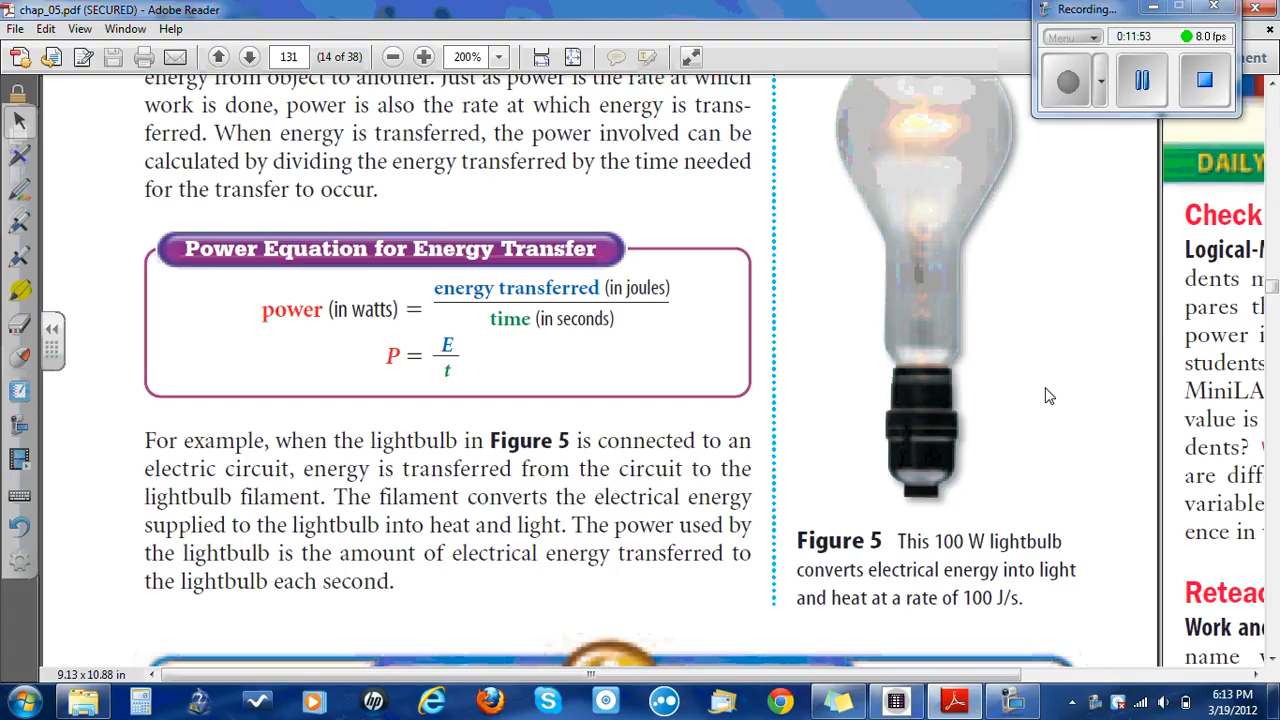 chap_05.pdf (SECURED) - Adobe Reader
Recording...
File Edit View Window Help
Menu 0:11:53 8.0 fps
131 (14 of 38) 200%
ment
energy from object to another. Just as power is the rate at which
work is done, power is also the rate at which energy is trans-
ferred. When energy is transferred, the power involved can be
calculated by dividing the energy transferred by the time needed
for the transfer to occur.
Power Equation for Energy Transfer
power (in watts) = energy transferred (in joules)
time (in seconds)
P = E
t
For example, when the lightbulb in Figure 5 is connected to an
electric circuit, energy is transferred from the circuit to the
lightbulb filament. The filament converts the electrical energy
supplied to the lightbulb into heat and light. The power used by
the lightbulb is the amount of electrical energy transferred to
the lightbulb each second.
Figure 5 This 100 W lightbulb
converts electrical energy into light
and heat at a rate of 100 J/s.
DAILY
Check
Logical-M
dents m
pares th
power i
students
MiniLA
value is
dents?
are diff
variable
ence in
Reteac
Work and
name
9.13 x 10.88 in
6:13 PM
3/19/2012